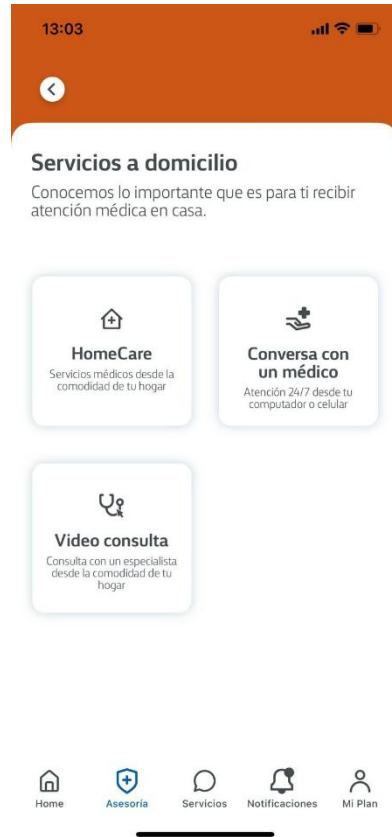 13:03
Servicios a domicilio
Conocemos lo importante que es para ti recibir
atención médica en casa.
HomeCare
Servicios médicos desde la
comodidad de tu hogar
Conversa con
un médico
Atención 24/7 desde tu
computador o celular
Video consulta
Consulta con un especialista
desde la comodidad de tu
hogar
Home
Asesoría
Servicios
Notificaciones
Mi Plan